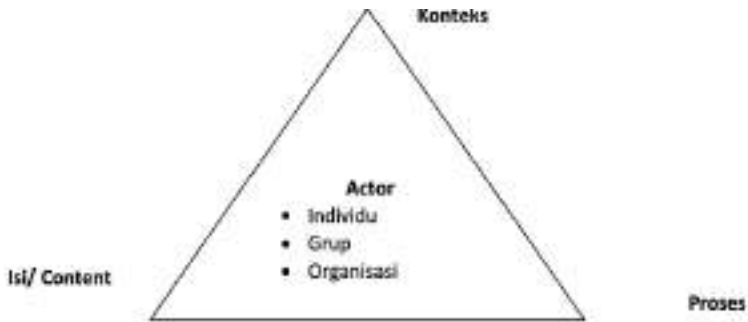 Konteks
Actor
• Individu
• Grup
• Organisasi
Isi/ Content
Proses